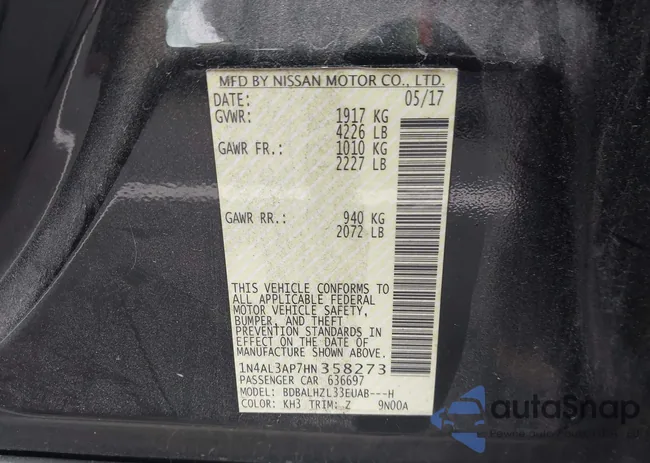 MFD BY NISSAN MOTOR CO., LTD.
DATE: 05/17
GVWR: 1917 KG
4226 LB
GAWR FR.: 1010 KG
2227 LB
GAWR RR.: 940 KG
2072 LB
THIS VEHICLE CONFORMS TO
ALL APPLICABLE FEDERAL
MOTOR VEHICLE SAFETY,
BUMPER, AND THEFT
PREVENTION STANDARDS IN
EFFECT ON THE DATE OF
MANUFACTURE SHOWN ABOVE.
1N4AL3AP7HN358273
PASSENGER CAR 636697
MODEL: BDBALHZL33EUAB---H
COLOR: KH3 TRIM: Z 9N00A
autoSnap